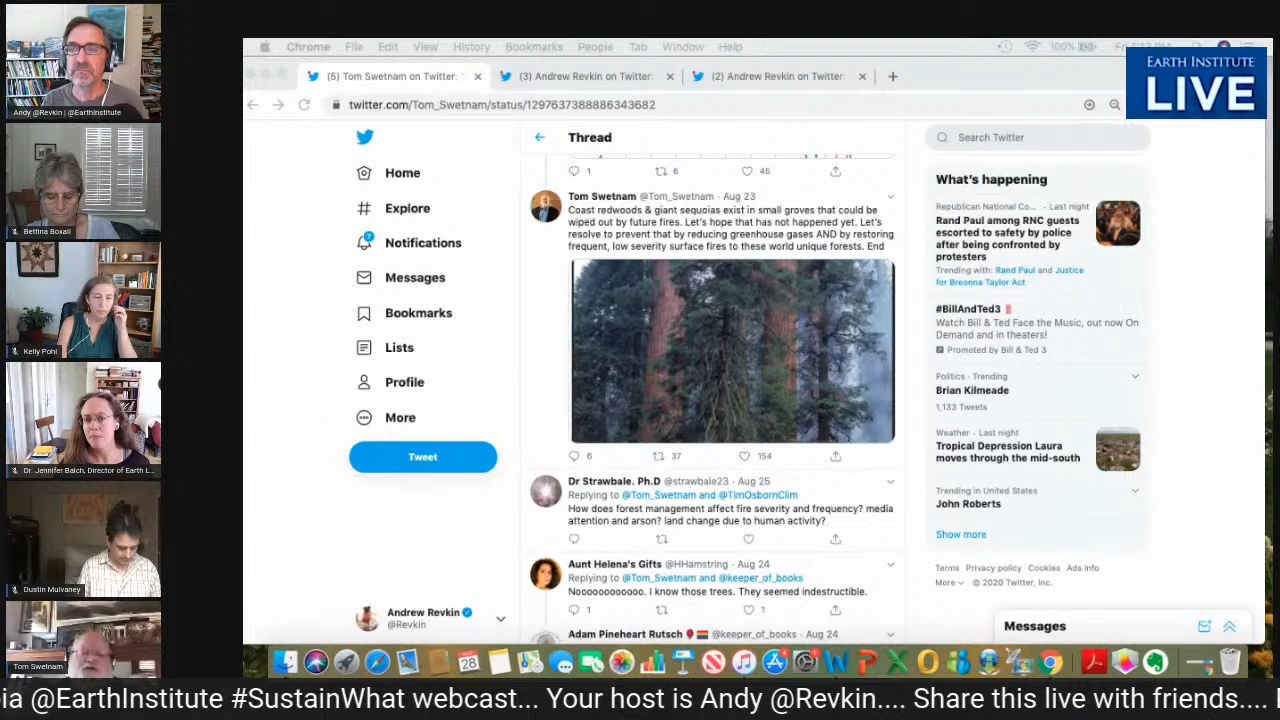 Andy @Revkin | @EarthInstitute
Bettina Boxall
Kelly Pohl
Dr. Jennifer Balch, Director of Earth L...
Dustin Mulvaney
Tom Swetnam
Chrome File Edit View History Bookmarks People Tab Window Help
100%
EARTH INSTITUTE
LIVE
(5) Tom Swetnam on Twitter:
(3) Andrew Revkin on Twitter:
(2) Andrew Revkin on Twitter
twitter.com/Tom_Swetnam/status/1297637388886343682
Home
Explore
7
Notifications
Messages
Bookmarks
Lists
Profile
More
Tweet
Andrew Revkin
@Revkin
Thread
1 6 45
Tom Swetnam @Tom_Swetnam · Aug 23
Coast redwoods & giant sequoias exist in small groves that could be
wiped out by future fires. Let's hope that has not happened yet. Let's
resolve to prevent that by reducing greenhouse gases AND by restoring
frequent, low severity surface fires to these world unique forests. End
6 37 154
Dr Strawbale. Ph.D @strawbale23 · Aug 25
Replying to @Tom_Swetnam and @TimOsbornClim
How does forest management affect fire severity and frequency? media
attention and arson? land change due to human activity?
Aunt Helena's Gifts @HHamstring · Aug 24
Replying to @Tom_Swetnam and @keeper_of_books
Nooooooooooo. I know those trees. They seemed indestructible.
1 1
Adam Pineheart Rutsch @keeper_of_books · Aug 24
Search Twitter
What's happening
Republican National Co... · Last night
Rand Paul among RNC guests
escorted to safety by police
after being confronted by
protesters
Trending with: Rand Paul and Justice
for Breonna Taylor Act
#BillAndTed3
Watch Bill & Ted Face the Music, out now On
Demand and in theaters!
Promoted by Bill & Ted 3
Politics · Trending
Brian Kilmeade
1,133 Tweets
Weather · Last night
Tropical Depression Laura
moves through the mid-south
Trending in United States
John Roberts
Show more
Terms Privacy policy Cookies Ads info
More © 2020 Twitter, Inc.
Messages
28
bia @EarthInstitute #SustainWhat webcast... Your host is Andy @Revkin.... Share this live with friends....